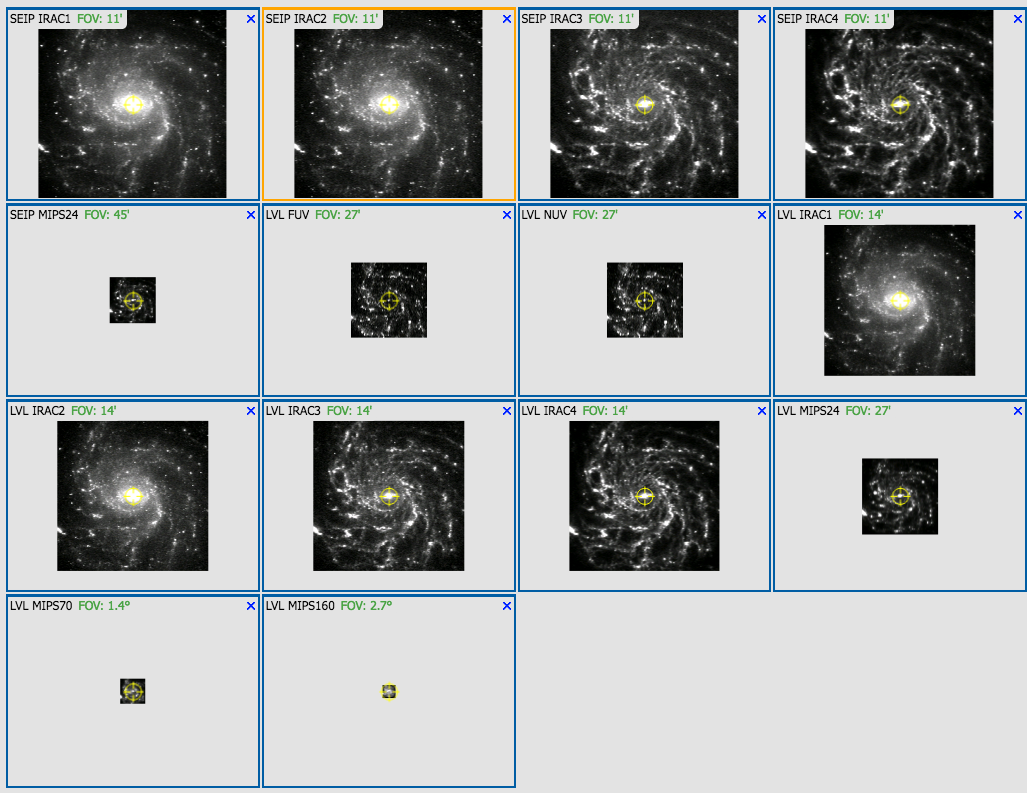 SEIP IRAC1 FOV: 11'
SEIP IRAC2 FOV: 11'
SEIP IRAC3 FOV: 11'
SEIP IRAC4 FOV: 11'
SEIP MIPS24 FOV: 45'
LVL FUV FOV: 27'
LVL NUV FOV: 27'
LVL IRAC1 FOV: 14'
LVL IRAC2 FOV: 14'
LVL IRAC3 FOV: 14'
LVL IRAC4 FOV: 14'
LVL MIPS24 FOV: 27'
LVL MIPS70 FOV: 1.4°
LVL MIPS160 FOV: 2.7°